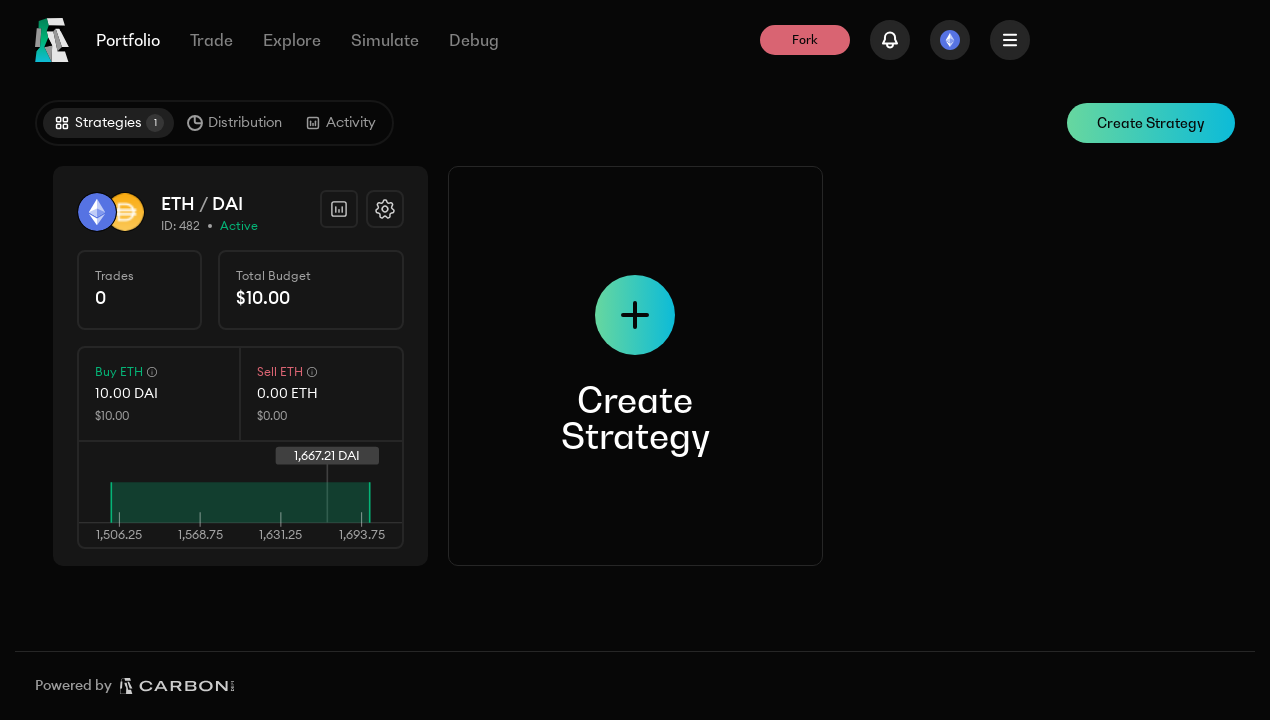 Portfolio Trade Explore Simulate Debug Fork
Strategies 1 Distribution Activity Create Strategy
ETH / DAI
ID: 482 • Active
Trades Total Budget
0 $10.00
Buy ETH Sell ETH
10.00 DAI 0.00 ETH
$10.00 $0.00
1,667.21 DAI
1,506.25 1,568.75 1,631.25 1,693.75
Create
Strategy
Powered by CARBON